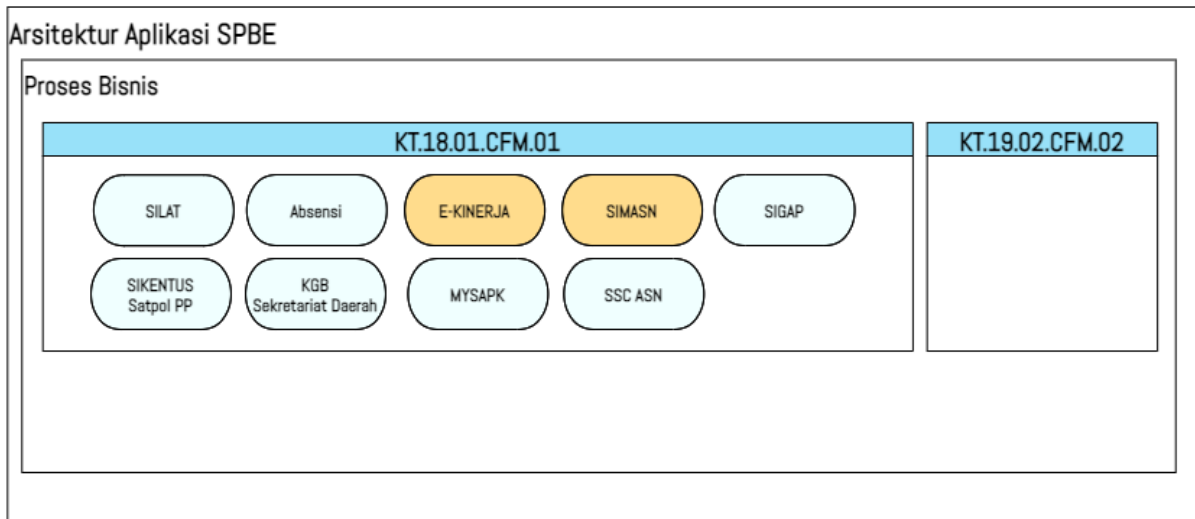 Arsitektur Aplikasi SPBE
Proses Bisnis
KT.18.01.CFM.01
KT.19.02.CFM.02
SILAT
Absensi
E-KINERJA
SIMASN
SIGAP
SIKENTUS
Satpol PP
KGB
Sekretariat Daerah
MYSAPK
SSC ASN